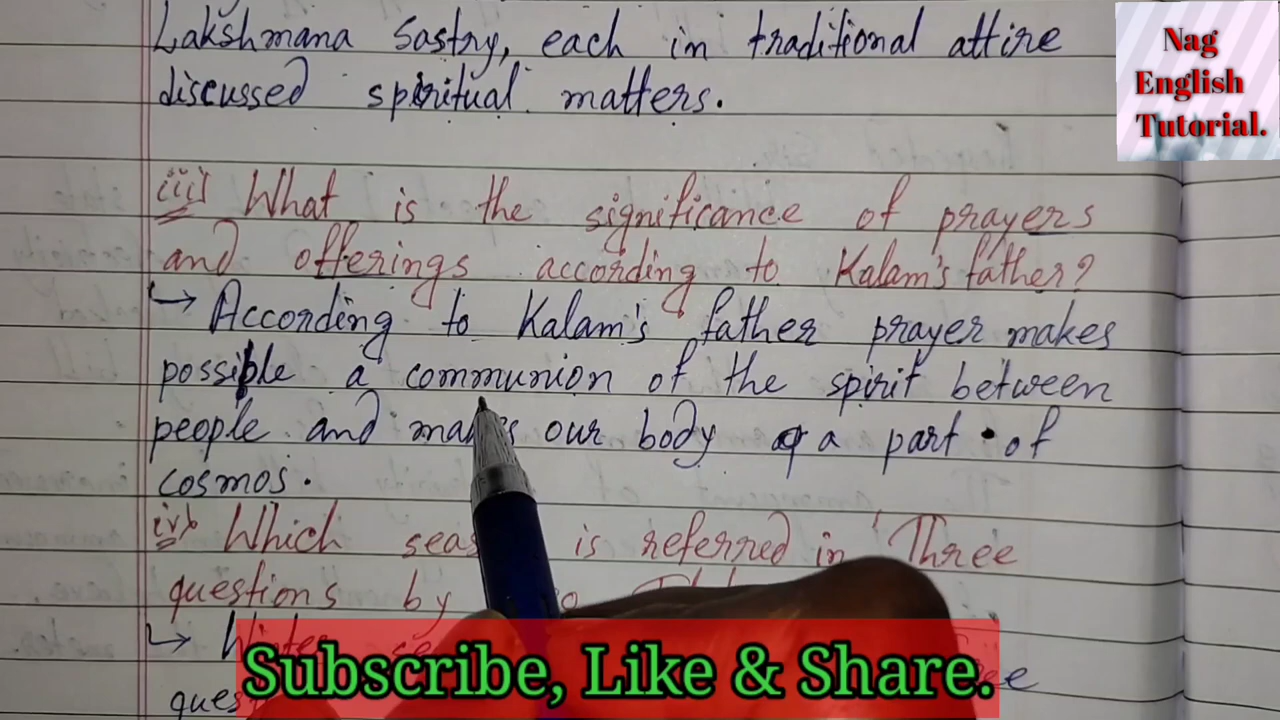 Lakshmana Sastry, each in traditional attire
discussed spiritual matters.
Nag
English
Tutorial.
iii) What is the significance of prayers
and offerings according to Kalam's father?
→ According to Kalam's father prayer makes
possible a communion of the spirit between
people and makes our body a part of
cosmos.
iv) Which is referred in 'Three
questions by
→ Winter
ques
Subscribe, Like & Share.